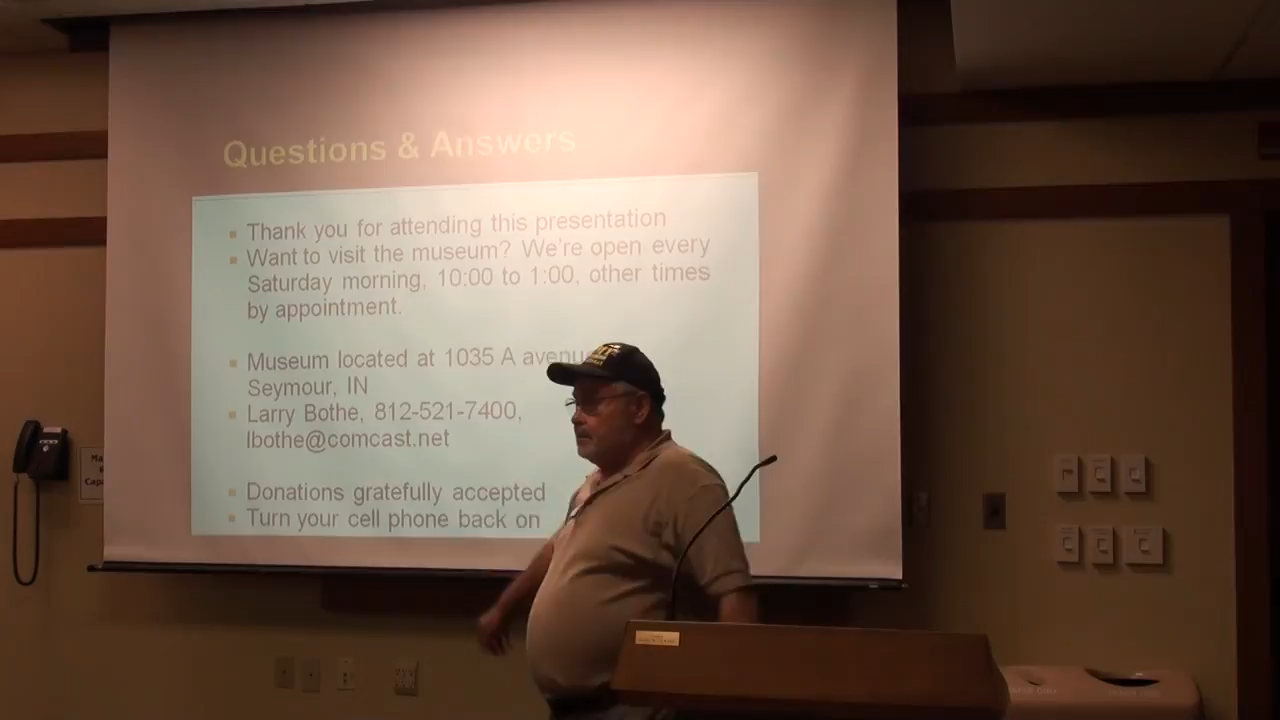 Questions & Answers
Thank you for attending this presentation
Want to visit the museum? We're open every
Saturday morning, 10:00 to 1:00, other times
by appointment.
Museum located at 1035 A avenue
Seymour, IN
Larry Bothe, 812-521-7400,
lbothe@comcast.net
Donations gratefully accepted
Turn your cell phone back on